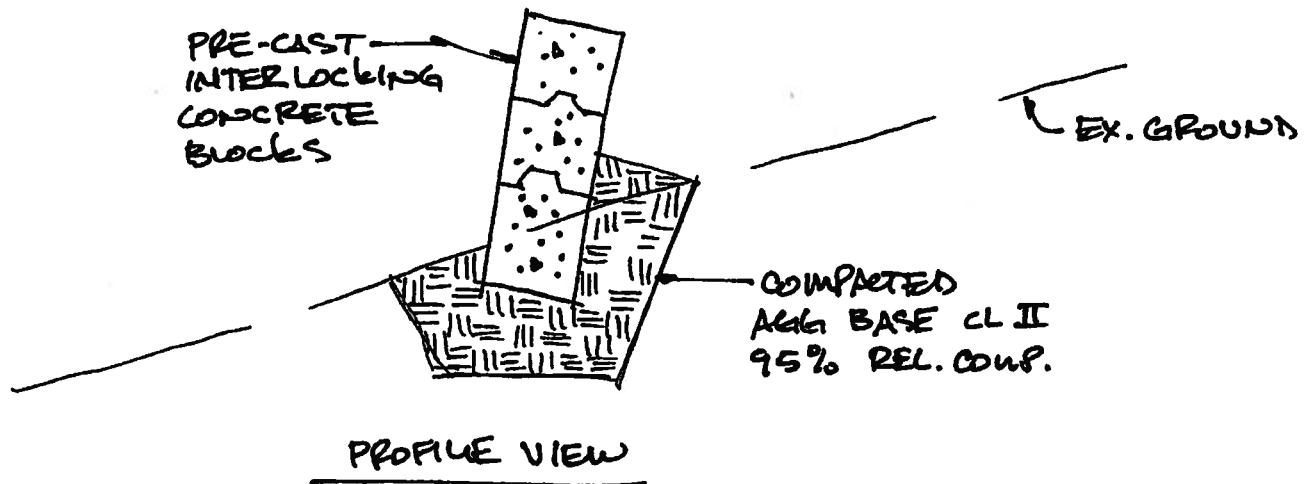 PRE-CAST
INTERLOCKING
CONCRETE
BLOCKS
EX. GROUND
COMPACTED
AGG BASE CL II
95% REL. COMP.
PROFILE VIEW